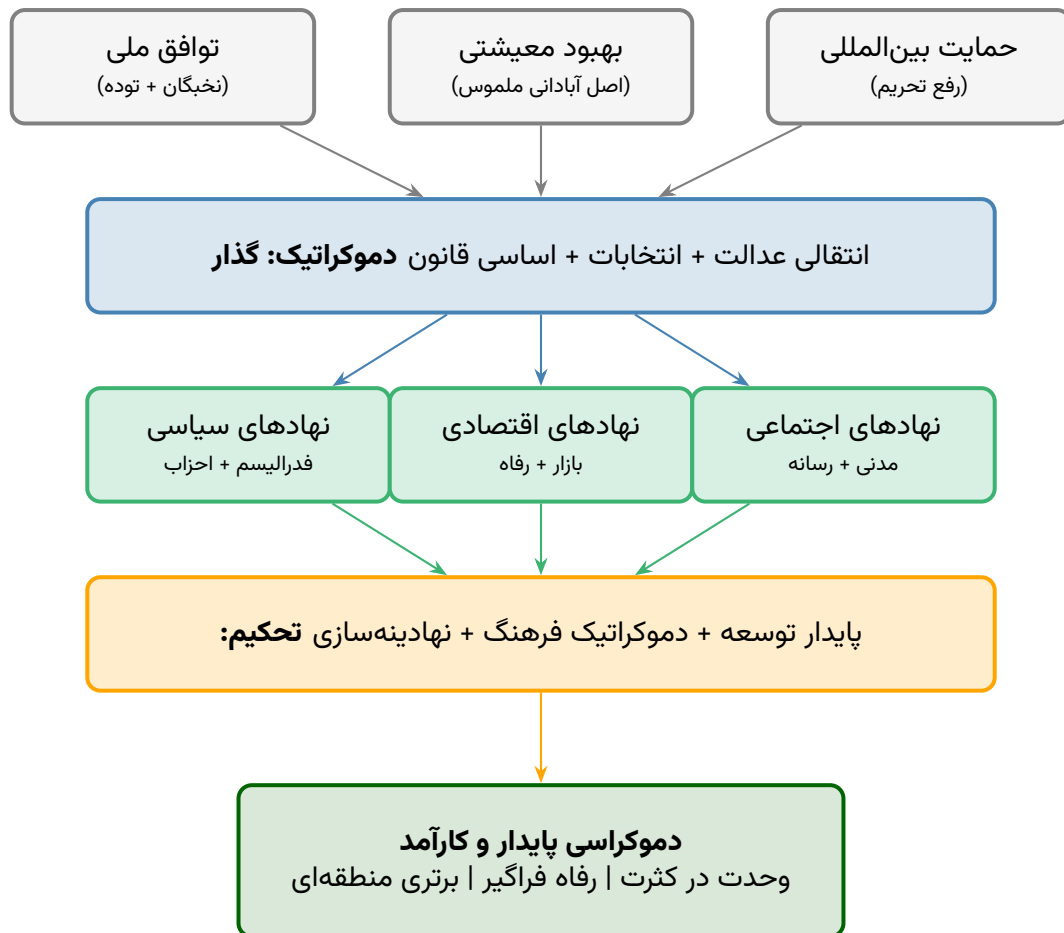 حمایت بین‌المللی
(رفع تحریم)
بهبود معیشتی
(اصل آبادانی ملموس)
توافق ملی
(نخبگان + توده)
انتقالی عدالت + انتخابات + اساسی قانون دموکراتیک: گذار
نهادهای اجتماعی
مدنی + رسانه
نهادهای اقتصادی
بازار + رفاه
نهادهای سیاسی
فدرالیسم + احزاب
پایدار توسعه + دموکراتیک فرهنگ + نهادینه‌سازی تحکیم:
دموکراسی پایدار و کارآمد
وحدت در کثرت | رفاه فراگیر | برتری منطقه‌ای